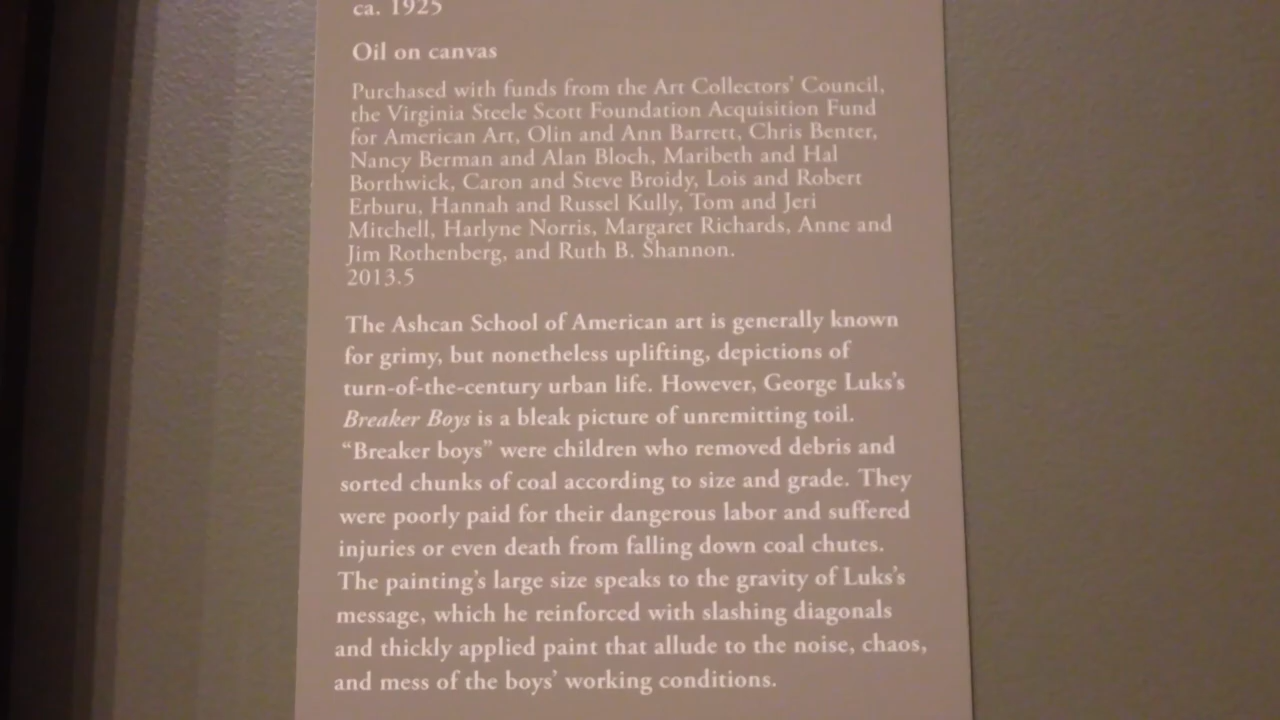 ca. 1925
Oil on canvas
Purchased with funds from the Art Collectors' Council,
the Virginia Steele Scott Foundation Acquisition Fund
for American Art, Olin and Ann Barrett, Chris Benter,
Nancy Berman and Alan Bloch, Maribeth and Hal
Borthwick, Caron and Steve Broidy, Lois and Robert
Erburu, Hannah and Russel Kully, Tom and Jeri
Mitchell, Harlyne Norris, Margaret Richards, Anne and
Jim Rothenberg, and Ruth B. Shannon.
2013.5
The Ashcan School of American art is generally known
for grimy, but nonetheless uplifting, depictions of
turn-of-the-century urban life. However, George Luks's
Breaker Boys is a bleak picture of unremitting toil.
“Breaker boys” were children who removed debris and
sorted chunks of coal according to size and grade. They
were poorly paid for their dangerous labor and suffered
injuries or even death from falling down coal chutes.
The painting's large size speaks to the gravity of Luks's
message, which he reinforced with slashing diagonals
and thickly applied paint that allude to the noise, chaos,
and mess of the boys' working conditions.